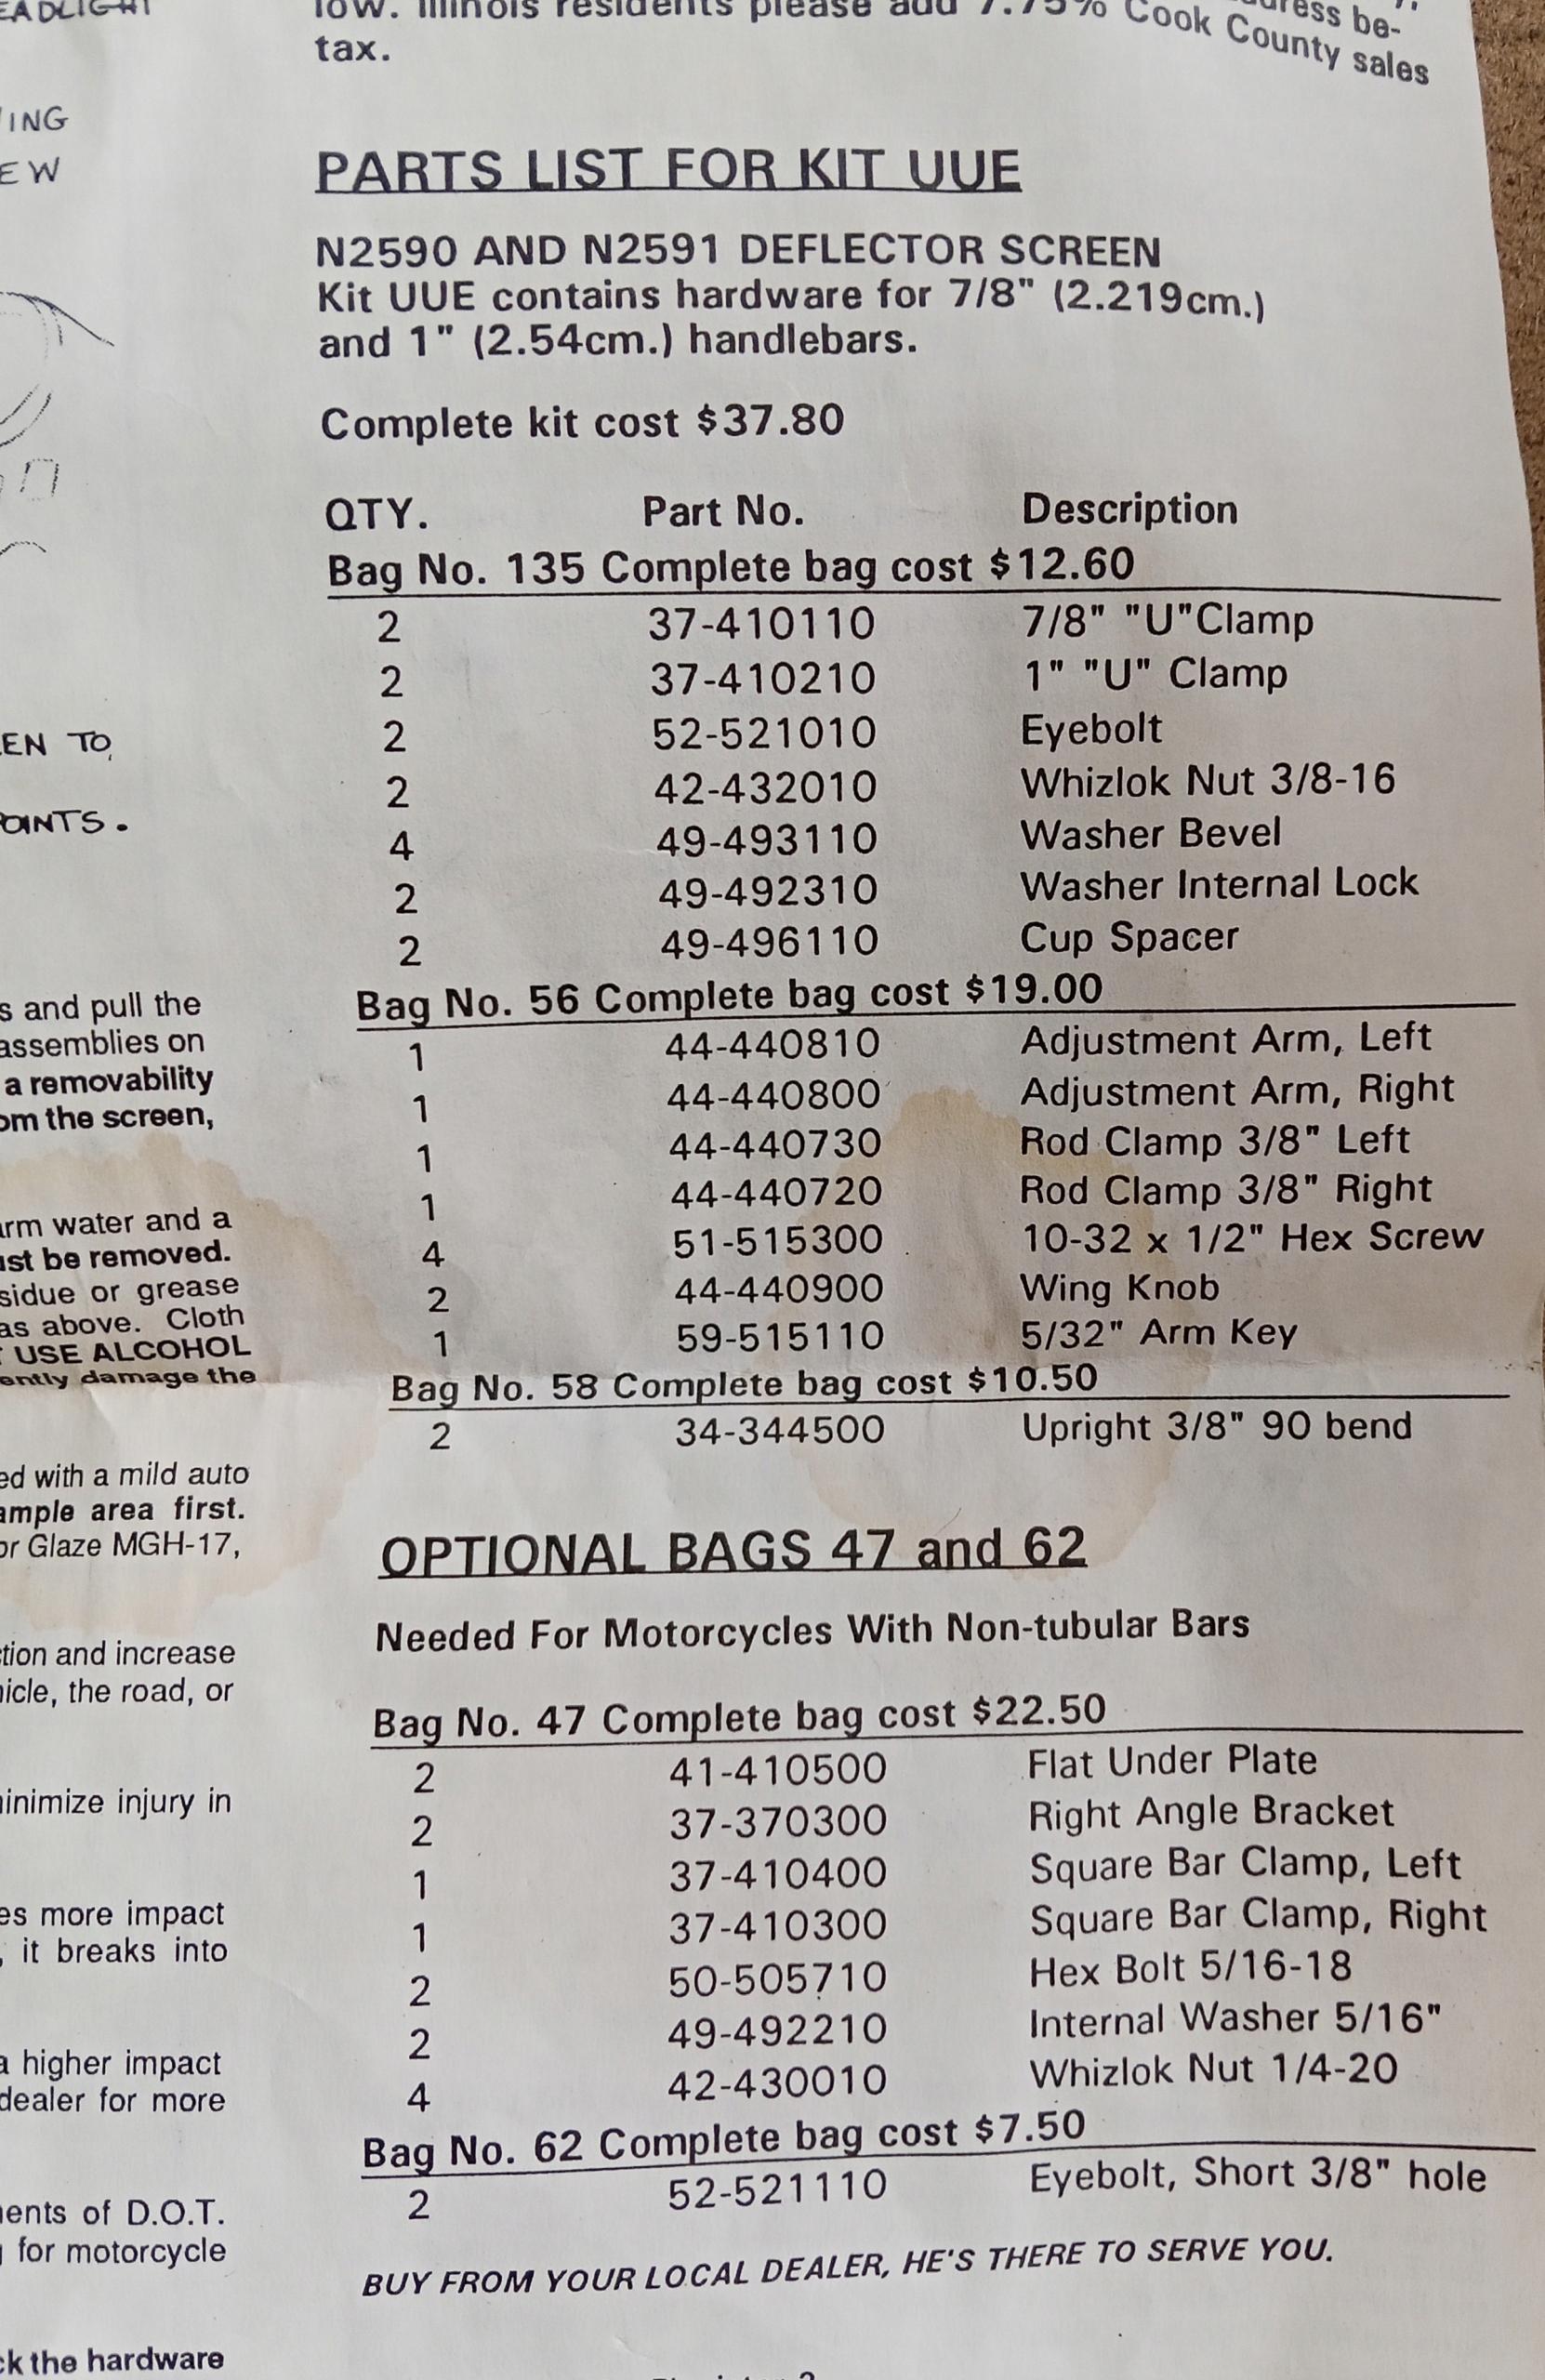 EADLIGHT
ING
EW
EN TO
OINTS.
s and pull the
assemblies on
a removability
om the screen,
arm water and a
ust be removed.
sidue or grease
as above. Cloth
USE ALCOHOL
ently damage the
ed with a mild auto
ample area first.
or Glaze MGH-17,
ction and increase
icle, the road, or
inimize injury in
es more impact
, it breaks into
a higher impact
dealer for more
ents of D.O.T.
for motorcycle
ck the hardware
dress be-
low. Illinois residents please add 7.75% Cook County sales
tax.
PARTS LIST FOR KIT UUE
N2590 AND N2591 DEFLECTOR SCREEN
Kit UUE contains hardware for 7/8" (2.219cm.)
and 1" (2.54cm.) handlebars.
Complete kit cost $37.80
QTY. Part No. Description
Bag No. 135 Complete bag cost $12.60
2 37-410110 7/8" "U"Clamp
2 37-410210 1" "U" Clamp
2 52-521010 Eyebolt
2 42-432010 Whizlok Nut 3/8-16
4 49-493110 Washer Bevel
2 49-492310 Washer Internal Lock
2 49-496110 Cup Spacer
Bag No. 56 Complete bag cost $19.00
1 44-440810 Adjustment Arm, Left
1 44-440800 Adjustment Arm, Right
1 44-440730 Rod Clamp 3/8" Left
1 44-440720 Rod Clamp 3/8" Right
4 51-515300 10-32 x 1/2" Hex Screw
2 44-440900 Wing Knob
1 59-515110 5/32" Arm Key
Bag No. 58 Complete bag cost $10.50
2 34-344500 Upright 3/8" 90 bend
OPTIONAL BAGS 47 and 62
Needed For Motorcycles With Non-tubular Bars
Bag No. 47 Complete bag cost $22.50
2 41-410500 Flat Under Plate
2 37-370300 Right Angle Bracket
1 37-410400 Square Bar Clamp, Left
1 37-410300 Square Bar Clamp, Right
2 50-505710 Hex Bolt 5/16-18
2 49-492210 Internal Washer 5/16"
4 42-430010 Whizlok Nut 1/4-20
Bag No. 62 Complete bag cost $7.50
2 52-521110 Eyebolt, Short 3/8" hole
BUY FROM YOUR LOCAL DEALER, HE'S THERE TO SERVE YOU.